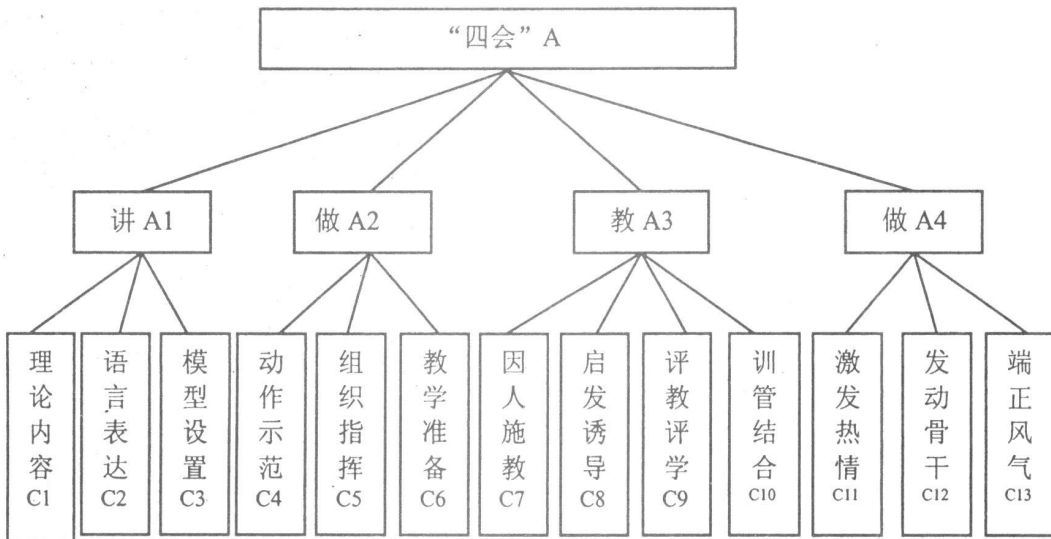 “四会”A
讲 A1
做 A2
教 A3
做 A4
理论内容 C1
语言表达 C2
模型设置 C3
动作示范 C4
组织指挥 C5
教学准备 C6
因人施教 C7
启发诱导 C8
评教评学 C9
训管结合 C10
激发热情 C11
发动骨干 C12
端正风气 C13